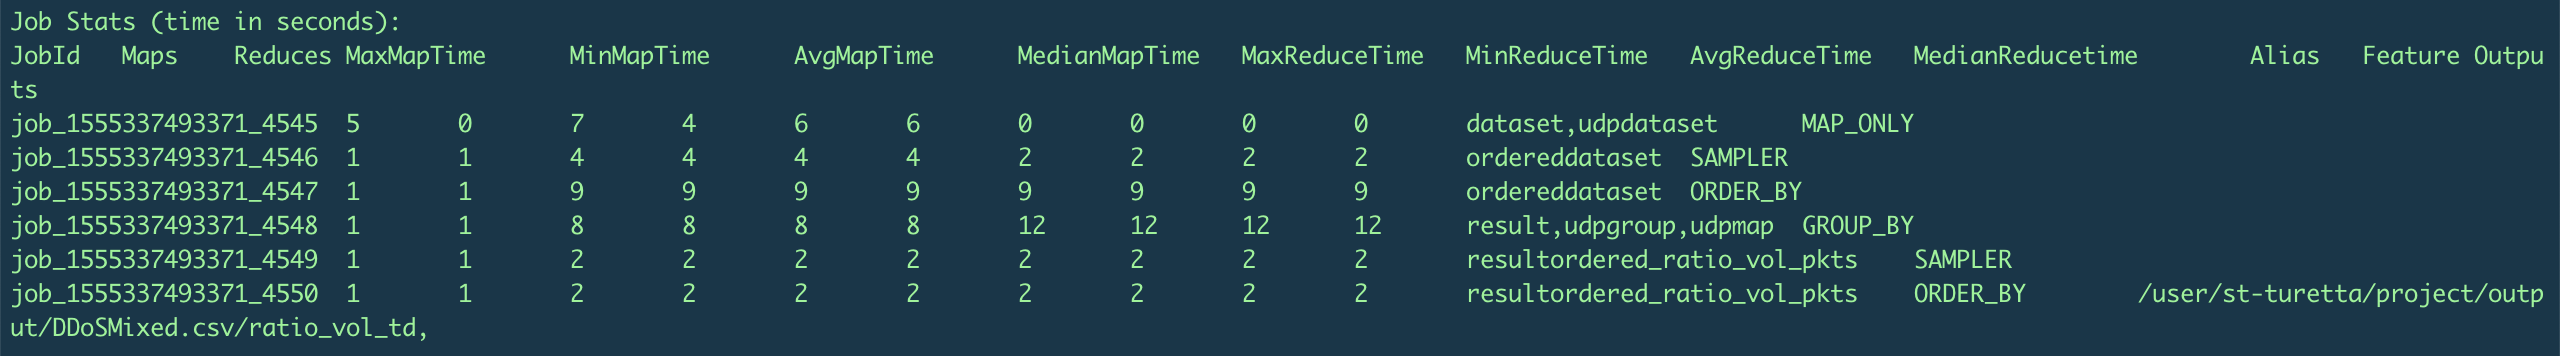 Job Stats (time in seconds):
JobId	Maps	Reduces	MaxMapTime	MinMapTime	AvgMapTime	MedianMapTime	MaxReduceTime	MinReduceTime	AvgReduceTime	MedianReducetime	Alias	Feature	Outpu
ts
job_1555337493371_4545	5	0	7	4	6	6	0	0	0	0	dataset,udpdataset	MAP_ONLY
job_1555337493371_4546	1	1	4	4	4	4	2	2	2	2	ordereddataset	SAMPLER
job_1555337493371_4547	1	1	9	9	9	9	9	9	9	9	ordereddataset	ORDER_BY
job_1555337493371_4548	1	1	8	8	8	8	12	12	12	12	result,udpgroup,udpmap	GROUP_BY
job_1555337493371_4549	1	1	2	2	2	2	2	2	2	2	resultordered_ratio_vol_pkts	SAMPLER
job_1555337493371_4550	1	1	2	2	2	2	2	2	2	2	resultordered_ratio_vol_pkts	ORDER_BY	/user/st-turetta/project/outp
ut/DDoSMixed.csv/ratio_vol_td,